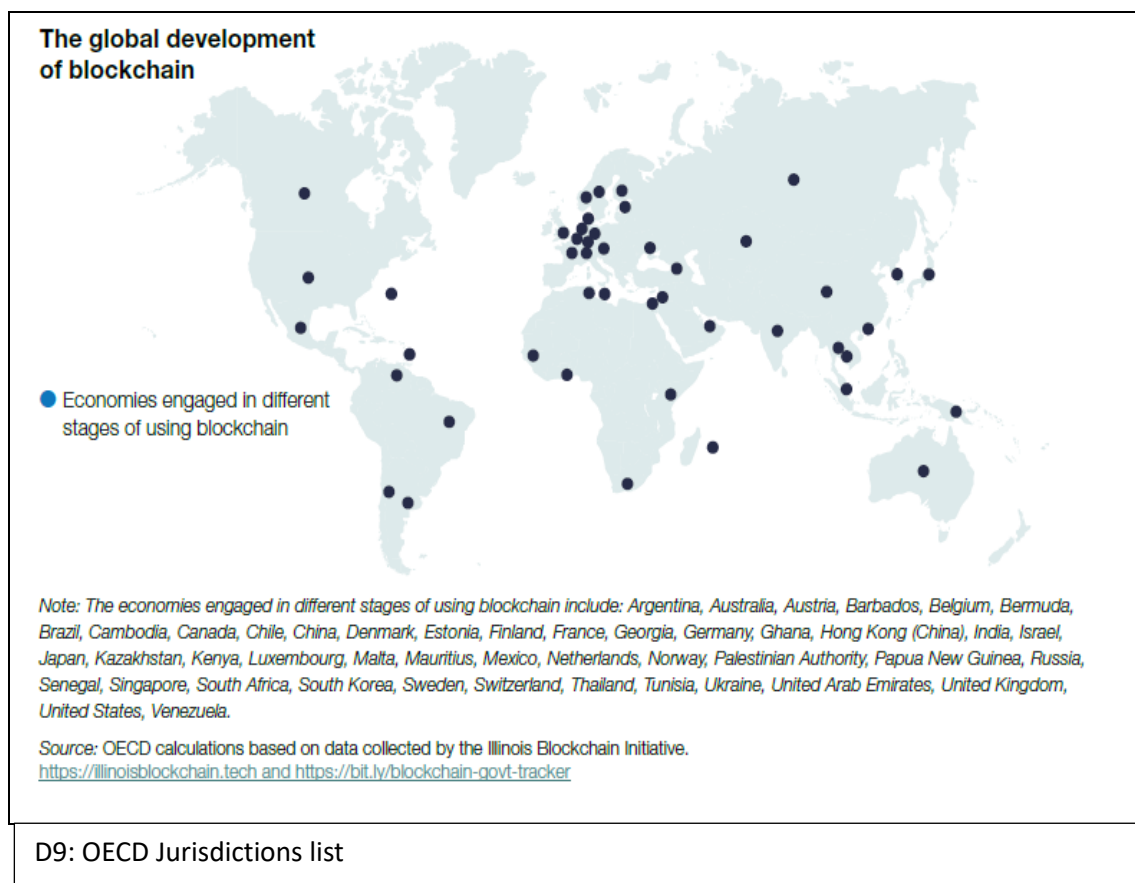 The global development
of blockchain
Economies engaged in different
stages of using blockchain
Note: The economies engaged in different stages of using blockchain include: Argentina, Australia, Austria, Barbados, Belgium, Bermuda,
Brazil, Cambodia, Canada, Chile, China, Denmark, Estonia, Finland, France, Georgia, Germany, Ghana, Hong Kong (China), India, Israel,
Japan, Kazakhstan, Kenya, Luxembourg, Malta, Mauritius, Mexico, Netherlands, Norway, Palestinian Authority, Papua New Guinea, Russia,
Senegal, Singapore, South Africa, South Korea, Sweden, Switzerland, Thailand, Tunisia, Ukraine, United Arab Emirates, United Kingdom,
United States, Venezuela.
Source: OECD calculations based on data collected by the Illinois Blockchain Initiative.
https://illinoisblockchain.tech and https://bit.ly/blockchain-govt-tracker
D9: OECD Jurisdictions list